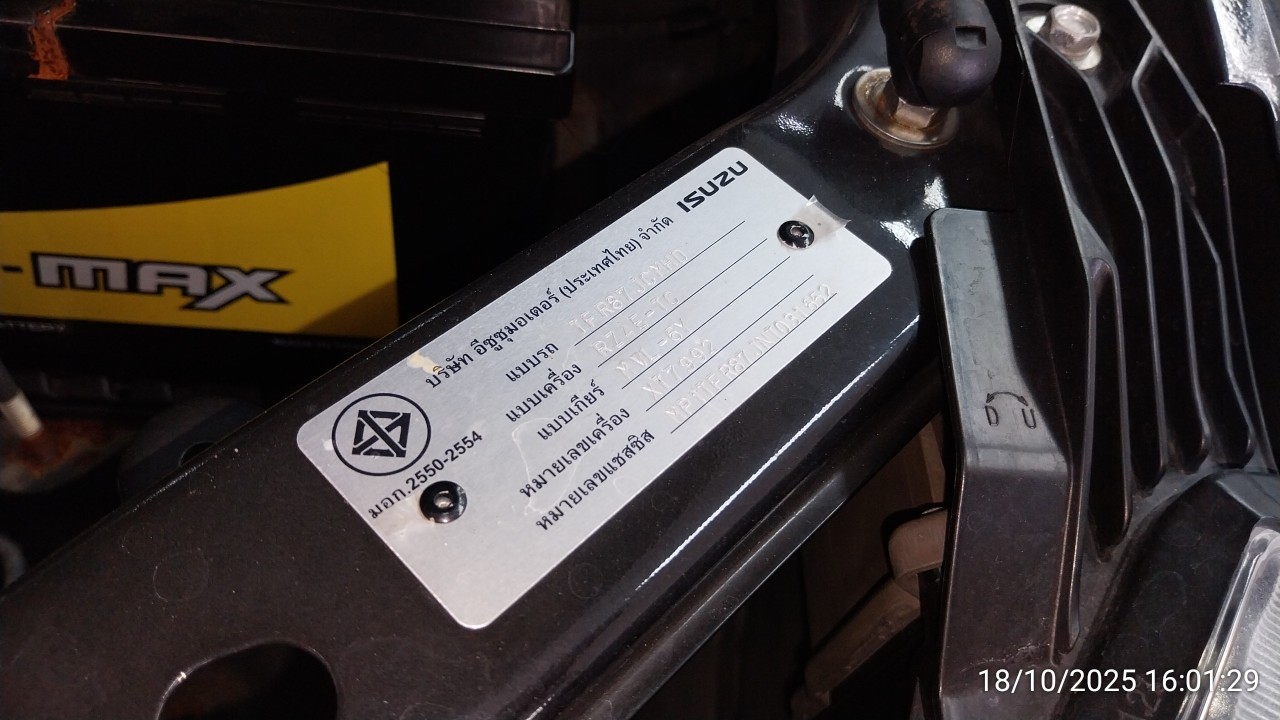 -MAX
ISUZU
บริษัท อีซูซุมอเตอร์ (ประเทศไทย) จำกัด
แบบรถ
แบบเครื่อง RZ4E-TC
แบบเกียร์ MVL-6Y
หมายเลขเครื่อง
หมายเลขแชสซิส
มอก.2550-2554
D U
18/10/2025 16:01:29